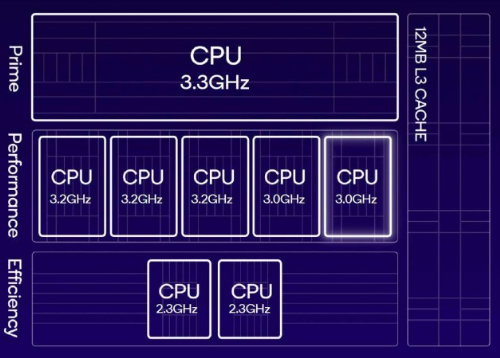 Prime
CPU
3.3GHz
12MB L3 CACHE
Performance
CPU
3.2GHz
CPU
3.2GHz
CPU
3.2GHz
CPU
3.0GHz
CPU
3.0GHz
Efficiency
CPU
2.3GHz
CPU
2.3GHz